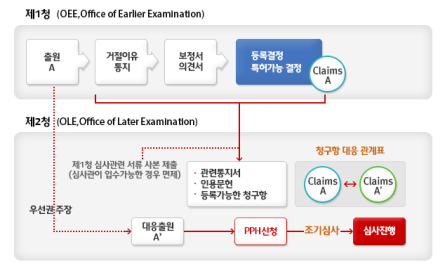 제1청 (OEE,Office of Earlier Examination)
출원
A
거절이유
통지
보정서
의견서
등록결정
특허가능 결정
Claims
A
제2청 (OLE,Office of Later Examination)
제1청 심사관련 서류 사본 제출
(심사관이 입수가능한 경우 면제)
· 관련통지서
· 인용문헌
· 등록가능한 청구항
청구항 대응 관계표
Claims
A
Claims
A'
우선권 주장
대응출원
A'
PPH신청
조기심사
심사진행